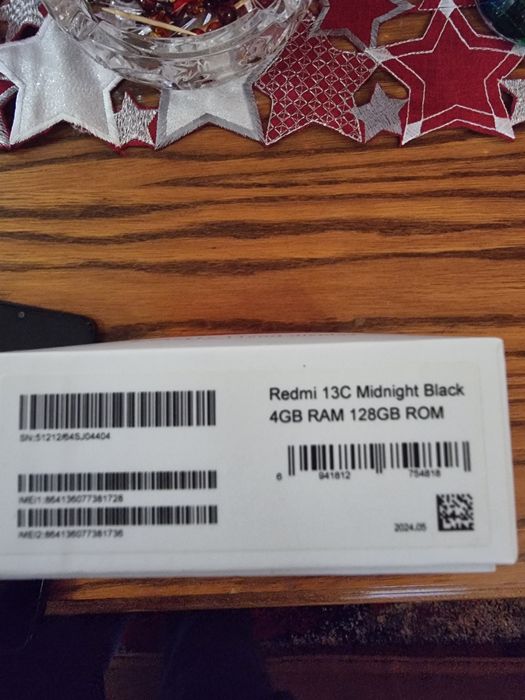 Redmi 13C Midnight Black
4GB RAM 128GB ROM
SN:51212/64SJ04404
IMEI1:864136077381728
IMEI2:864136077381736
6 941812 754818
2024.05